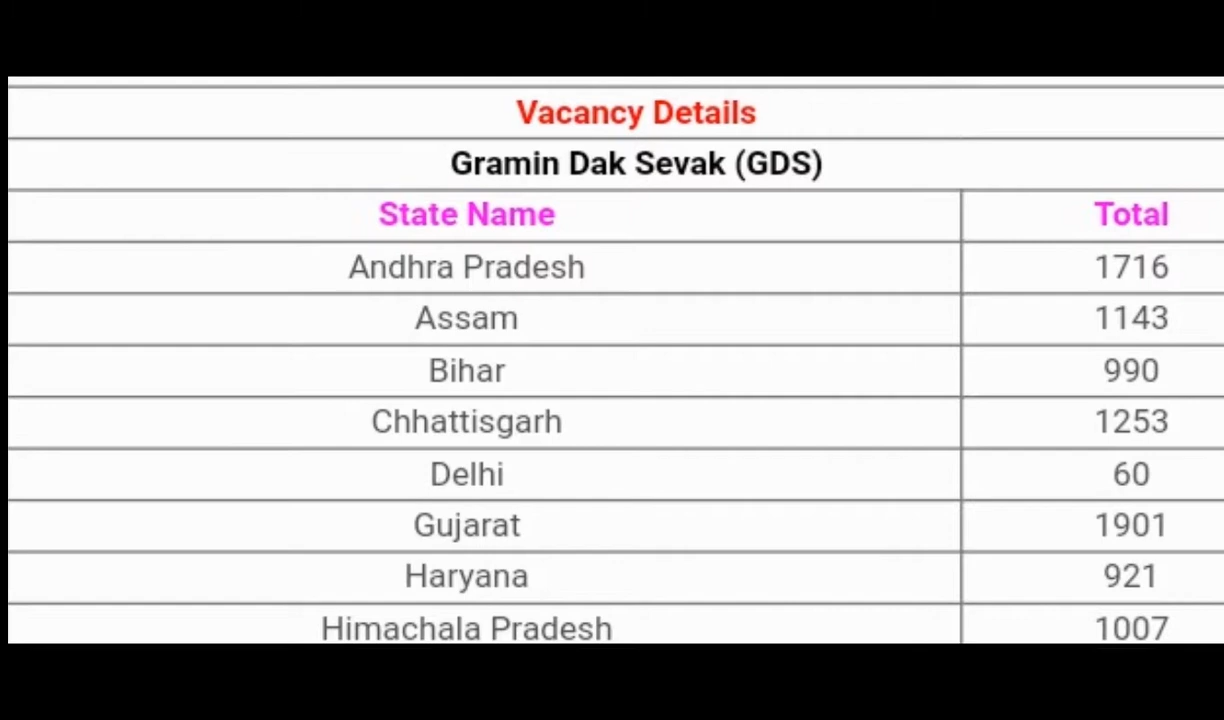 Vacancy Details
Gramin Dak Sevak (GDS)
State Name Total
Andhra Pradesh 1716
Assam 1143
Bihar 990
Chhattisgarh 1253
Delhi 60
Gujarat 1901
Haryana 921
Himachala Pradesh 1007